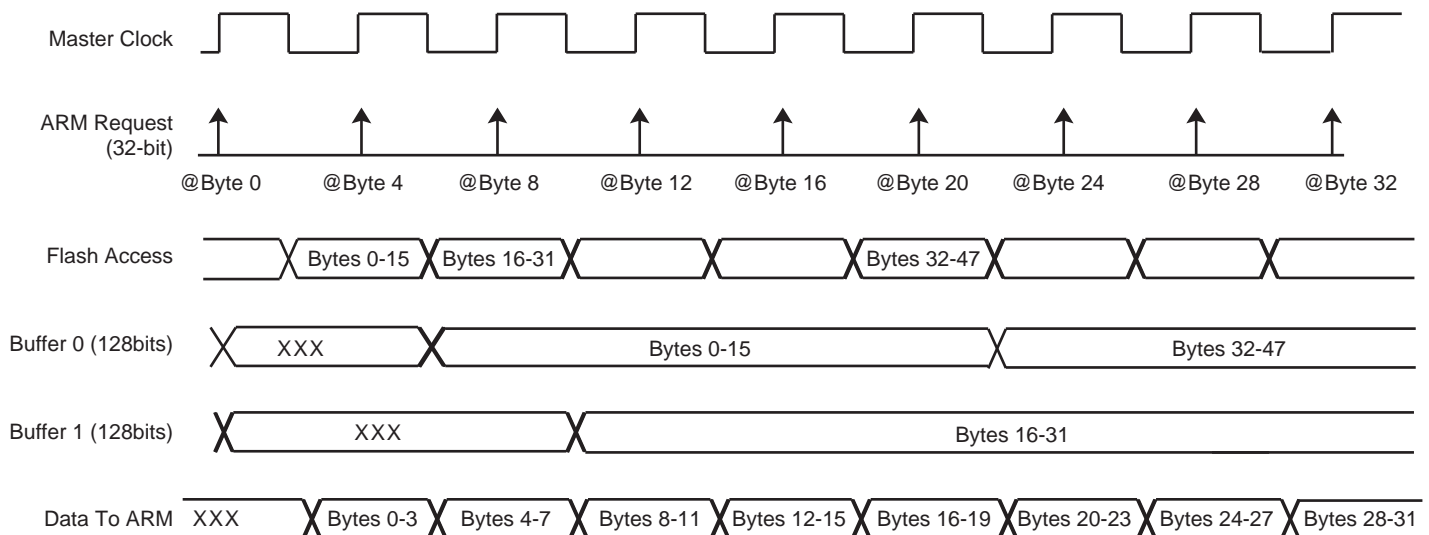 Master Clock
ARM Request
(32-bit)
@Byte 0 @Byte 4 @Byte 8 @Byte 12 @Byte 16 @Byte 20 @Byte 24 @Byte 28 @Byte 32
Flash Access Bytes 0-15 Bytes 16-31 Bytes 32-47
Buffer 0 (128bits) XXX Bytes 0-15 Bytes 32-47
Buffer 1 (128bits) XXX Bytes 16-31
Data To ARM XXX Bytes 0-3 Bytes 4-7 Bytes 8-11 Bytes 12-15 Bytes 16-19 Bytes 20-23 Bytes 24-27 Bytes 28-31